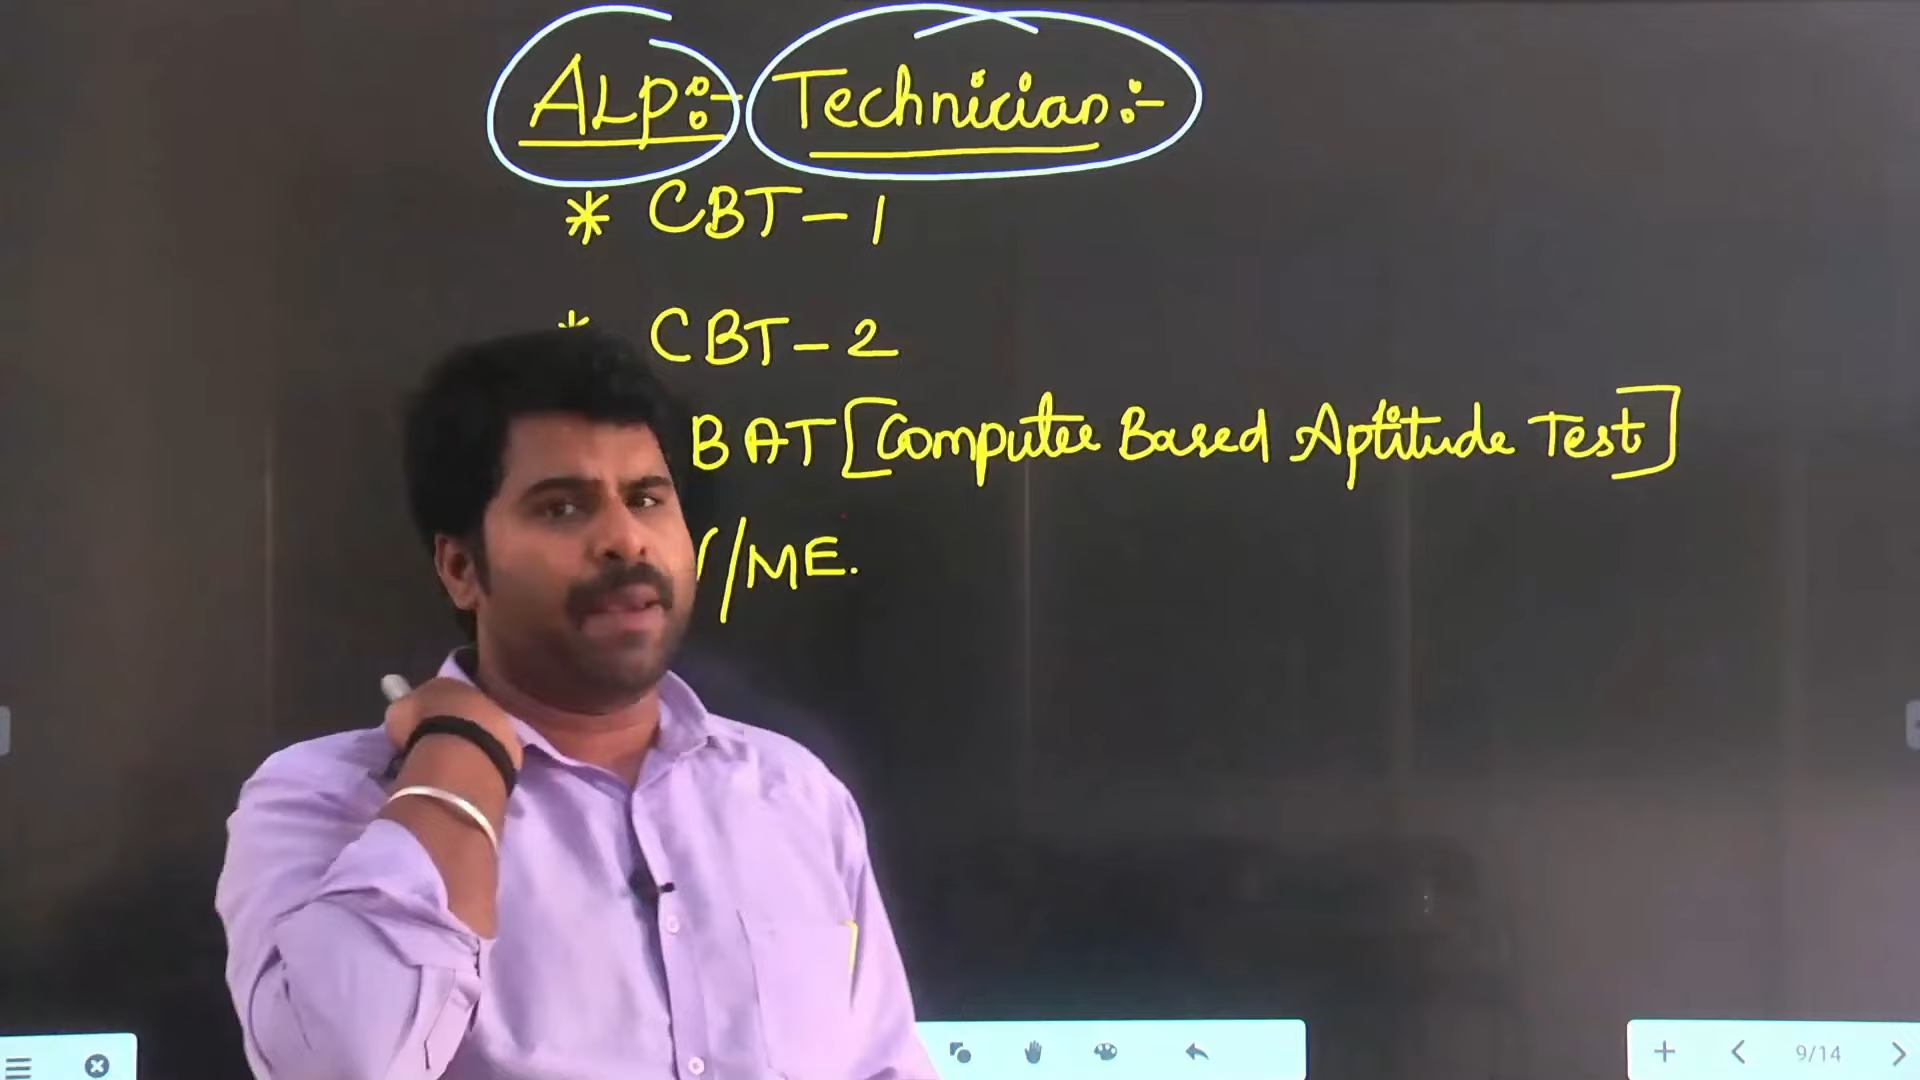 ALP:- Technician:-
* CBT-1
* CBT-2
BAT [Computer Based Aptitude Test]
/ME.
9/14